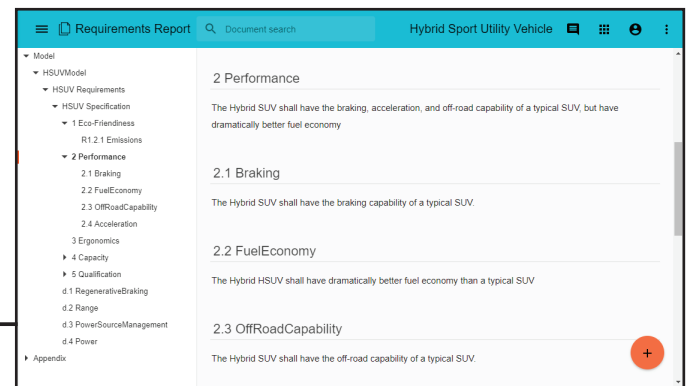 Requirements Report
Document search
Hybrid Sport Utility Vehicle
Model
HSUVModel
HSUV Requirements
HSUV Specification
1 Eco-Friendiness
R1.2.1 Emissions
2 Performance
2.1 Braking
2.2 FuelEconomy
2.3 OffRoadCapability
2.4 Acceleration
3 Ergonomics
4 Capacity
5 Qualification
d.1 RegenerativeBraking
d.2 Range
d.3 PowerSourceManagement
d.4 Power
Appendix
2 Performance
The Hybrid SUV shall have the braking, acceleration, and off-road capability of a typical SUV, but have
dramatically better fuel economy
2.1 Braking
The Hybrid SUV shall have the braking capability of a typical SUV.
2.2 FuelEconomy
The Hybrid HSUV shall have dramatically better fuel economy than a typical SUV
2.3 OffRoadCapability
The Hybrid SUV shall have the off-road capability of a typical SUV.